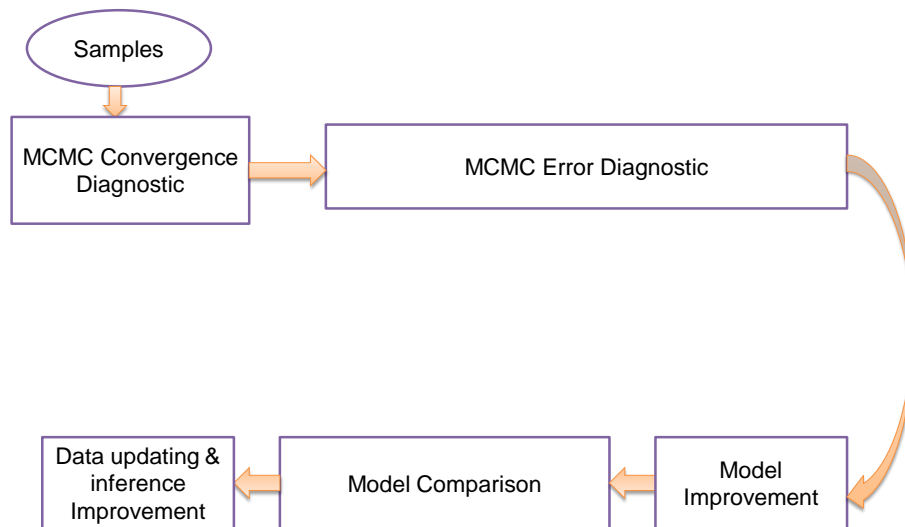 Samples
MCMC Convergence
Diagnostic
MCMC Error Diagnostic
Data updating &
inference
Improvement
Model Comparison
Model
Improvement